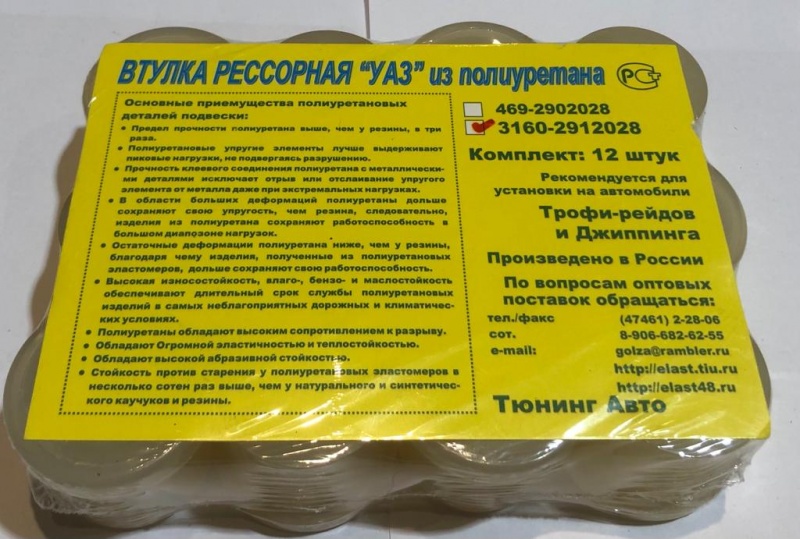 ВТУЛКА РЕССОРНАЯ “УАЗ” из полиуретана РСТ
Основные приемущества полиуретановых
деталей подвески:
• Предел прочности полиуретана выше, чем у резины, в три
раза.
• Полиуретановые упругие элементы лучше выдерживают
пиковые нагрузки, не подвергаясь разрушению.
• Прочность клеевого соединения полиуретана с металлически-
ми деталями исключает отрыв или отслаивание упругого
элемента от металла даже при экстремальных нагрузках.
• В области больших деформаций полиуретаны дольше
сохраняют свою упругость, чем резина, следовательно,
изделия из полиуретана сохраняют работоспособность в
большом диапозоне нагрузок.
• Остаточные деформации полиуретана ниже, чем у резины,
благодаря чему изделия, полученные из полиуретановых
эластомеров, дольше сохраняют свою работоспособность.
• Высокая износостойкость, влаго-, бензо- и маслостойкость
обеспечивают длительный срок службы полиуретановых
изделий в самых неблагоприятных дорожных и климатичес-
ких условиях.
• Полиуретаны обладают высоким сопротивлением к разрыву.
• Обладают Огромной эластичностью и теплостойкостью.
• Обладают высокой абразивной стойкостью.
• Стойкость против старения у полиуретановых эластомеров в
несколько сотен раз выше, чем у натурального и синтетичес-
кого каучуков и резины.
469-2902028
3160-2912028
Комплект: 12 штук
Рекомендуется для
установки на автомобили
Трофи-рейдов
и Джиппинга
Произведено в России
По вопросам оптовых
поставок обращаться:
тел./факс (47461) 2-28-06
сот. 8-906-682-62-55
e-mail: golza@rambler.ru
http://elast.tiu.ru
http://elast48.ru
Тюнинг Авто